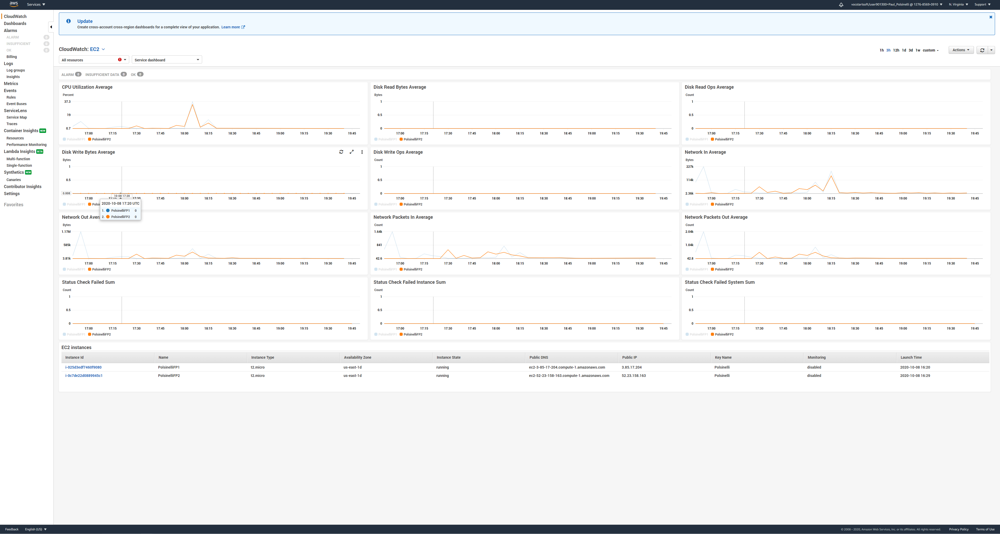 aws Services vocstartsoft/user901300=Paul_Polsinelli @ 1276-8569-0910 N. Virginia Support
CloudWatch
Dashboards
Alarms
ALARM 0
INSUFFICIENT 0
OK 0
Billing
Logs
Log groups
Insights
Metrics
Events
Rules
Event Buses
ServiceLens
Service Map
Traces
Container Insights NEW
Resources
Performance Monitoring
Lambda Insights BETA
Multi-function
Single-function
Synthetics NEW
Canaries
Contributor Insights
Settings
Favorites
Update
Create cross-account cross-region dashboards for a complete view of your application. Learn more
CloudWatch: EC2
1h 3h 12h 1d 3d 1w custom Actions
All resources Service dashboard
ALARM 0 INSUFFICIENT DATA 0 OK 0
CPU Utilization Average
Percent
37.3
19
0.7
17:00 17:15 17:30 17:45 18:00 18:15 18:30 18:45 19:00 19:15 19:30 19:45
PolsinelliFP1 PolsinelliFP2
Disk Read Bytes Average
Bytes
1
0.5
0
17:00 17:15 17:30 17:45 18:00 18:15 18:30 18:45 19:00 19:15 19:30 19:45
PolsinelliFP1 PolsinelliFP2
Disk Read Ops Average
Count
1
0.5
0
17:00 17:15 17:30 17:45 18:00 18:15 18:30 18:45 19:00 19:15 19:30 19:45
PolsinelliFP1 PolsinelliFP2
Disk Write Bytes Average
Bytes
1
0.5
0.008
10-08 17:20
17:00 17:45 18:00 18:15 18:30 18:45 19:00 19:15 19:30 19:45
PolsinelliFP1
2020-10-08 17:20 UTC
1. PolsinelliFP1 0
2. PolsinelliFP2 0
Disk Write Ops Average
Count
1
0.5
0
17:00 17:15 17:30 17:45 18:00 18:15 18:30 18:45 19:00 19:15 19:30 19:45
PolsinelliFP1 PolsinelliFP2
Network In Average
Bytes
227k
114k
2.36k
17:00 17:15 17:30 17:45 18:00 18:15 18:30 18:45 19:00 19:15 19:30 19:45
PolsinelliFP1 PolsinelliFP2
Network Out Avera
Bytes
1.17M
585k
3.81k
17:00 17:15 17:30 17:45 18:00 18:15 18:30 18:45 19:00 19:15 19:30 19:45
PolsinelliFP1 PolsinelliFP2
Network Packets In Average
Count
1.64k
841
42.6
17:00 17:15 17:30 17:45 18:00 18:15 18:30 18:45 19:00 19:15 19:30 19:45
PolsinelliFP1 PolsinelliFP2
Network Packets Out Average
Count
2.04k
1.04k
42.8
17:00 17:15 17:30 17:45 18:00 18:15 18:30 18:45 19:00 19:15 19:30 19:45
PolsinelliFP1 PolsinelliFP2
Status Check Failed Sum
Count
1
0.5
0
17:00 17:15 17:30 17:45 18:00 18:15 18:30 18:45 19:00 19:15 19:30 19:45
PolsinelliFP1 PolsinelliFP2
Status Check Failed Instance Sum
Count
1
0.5
0
17:00 17:15 17:30 17:45 18:00 18:15 18:30 18:45 19:00 19:15 19:30 19:45
PolsinelliFP1 PolsinelliFP2
Status Check Failed System Sum
Count
1
0.5
0
17:00 17:15 17:30 17:45 18:00 18:15 18:30 18:45 19:00 19:15 19:30 19:45
PolsinelliFP1 PolsinelliFP2
EC2 instances
Instance Id Name Instance Type Availability Zone Instance State Public DNS Public IP Key Name Monitoring Launch Time
i-025d3edf7460f9080 PolsinelliFP1 t2.micro us-east-1d running ec2-3-85-17-204.compute-1.amazonaws.com 3.85.17.204 Polsinelli disabled 2020-10-08 16:20
i-0c7de22d0889945c1 PolsinelliFP2 t2.micro us-east-1d running ec2-52-23-158-163.compute-1.amazonaws.com 52.23.158.163 Polsinelli disabled 2020-10-08 16:29
Feedback English (US) © 2008 - 2020, Amazon Web Services, Inc. or its affiliates. All rights reserved. Privacy Policy Terms of Use